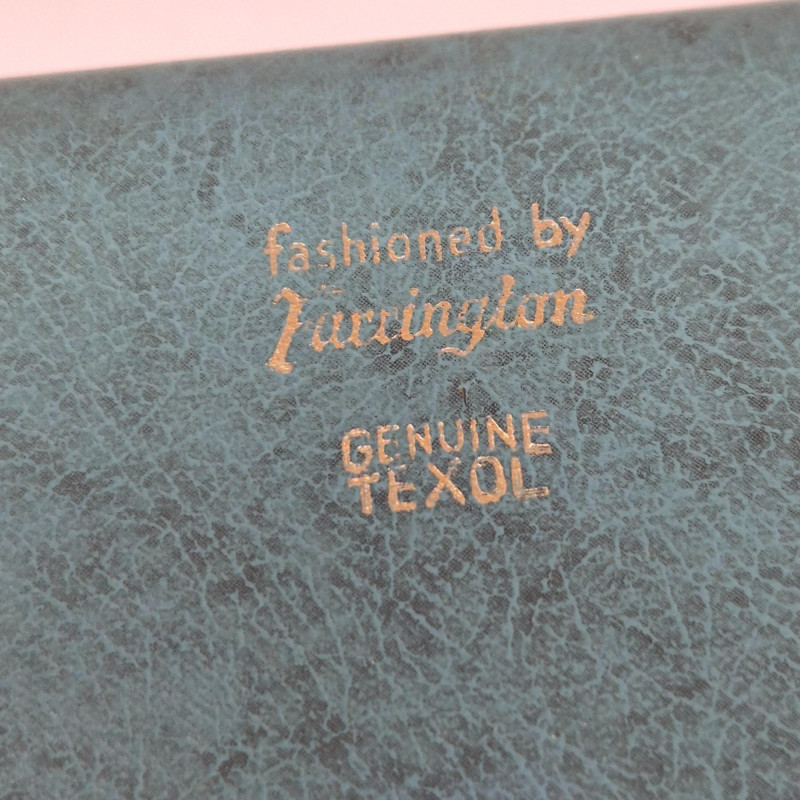 fashioned by
Farrington
GENUINE
TEXOL